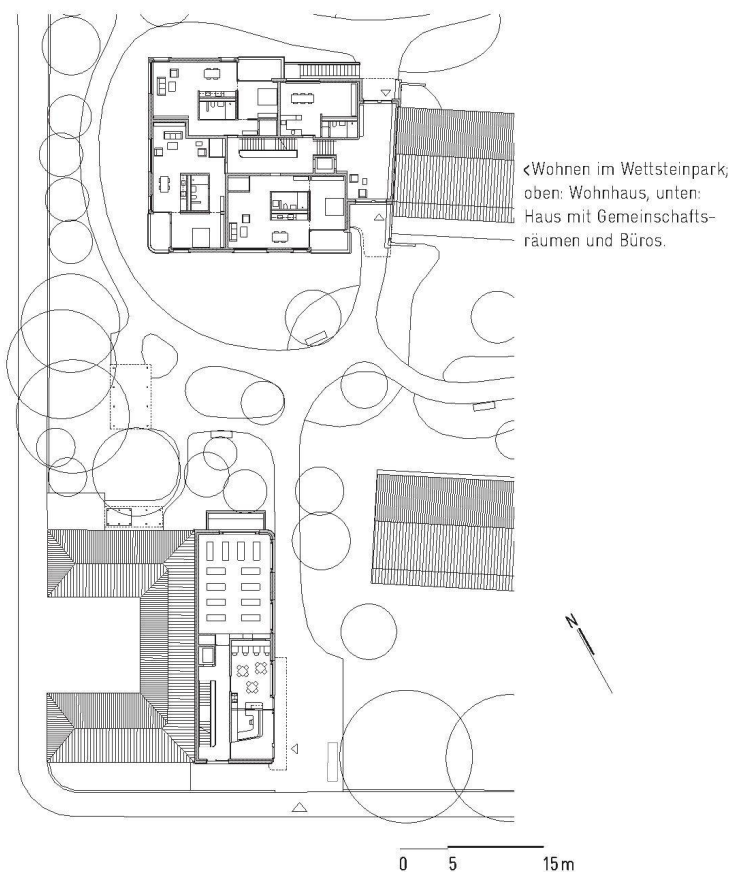 <Wohnen im Wettsteinpark;
oben: Wohnhaus, unten:
Haus mit Gemeinschafts-
räumen und Büros.
N
0 5 15 m